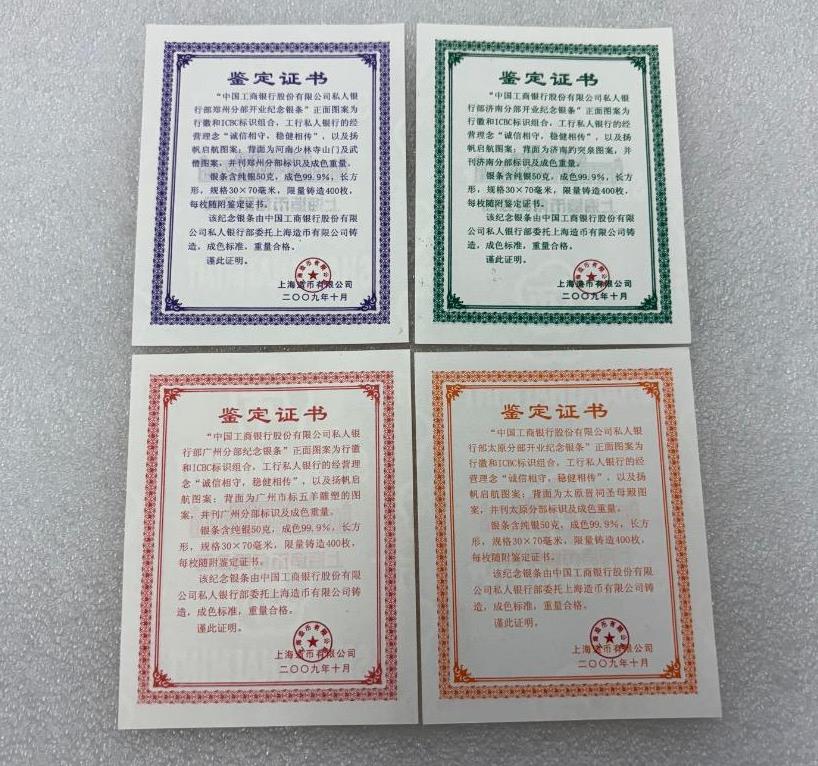 鉴定证书
“中国工商银行股份有限公司私人银
行部郑州分部开业纪念银条”正面图案为
行徽和ICBC标识组合，工行私人银行的经
营理念“诚信相守，稳健相传”，以及扬
帆启航图案；背面为河南少林寺山门及武
僧图案，并刊郑州分部标识及成色重量。
银条含纯银50克，成色99.9%，长方
形，规格30×70毫米，限量铸造400枚，
每枚随附鉴定证书。
该纪念银条由中国工商银行股份有限
公司私人银行部委托上海造币有限公司铸
造，成色标准，重量合格。
谨此证明。
上海造币有限公司
二〇〇九年十月
鉴定证书
“中国工商银行股份有限公司私人银
行部济南分部开业纪念银条”正面图案为
行徽和ICBC标识组合，工行私人银行的经
营理念“诚信相守，稳健相传”，以及扬
帆启航图案；背面为济南趵突泉图案，并
刊济南分部标识及成色重量。
银条含纯银50克，成色99.9%，长方
形，规格30×70毫米，限量铸造400枚，
每枚随附鉴定证书。
该纪念银条由中国工商银行股份有限
公司私人银行部委托上海造币有限公司铸
造，成色标准，重量合格。
谨此证明。
上海造币有限公司
二〇〇九年十月
鉴定证书
“中国工商银行股份有限公司私人银
行部广州分部纪念银条”正面图案为行
徽和ICBC标识组合，工行私人银行的经营理
念“诚信相守，稳健相传”，以及扬帆
启航图案；背面为广州市标五羊雕塑的图
案，并刊广州分部标识及成色重量。
银条含纯银50克，成色99.9%，长方
形，规格30×70毫米，限量铸造400枚，
每枚随附鉴定证书。
该纪念银条由中国工商银行股份有限
公司私人银行部委托上海造币有限公司铸
造，成色标准，重量合格。
谨此证明。
上海造币有限公司
二〇〇九年十月
鉴定证书
“中国工商银行股份有限公司私人银
行部太原分部开业纪念银条”正面图案为
行徽和ICBC标识组合，工行私人银行的经
营理念“诚信相守，稳健相传”，以及扬
帆启航图案；背面为太原晋祠圣母殿图
案，并刊太原分部标识及成色重量。
银条含纯银50克，成色99.9%，长方
形，规格30×70毫米，限量铸造400枚，
每枚随附鉴定证书。
该纪念银条由中国工商银行股份有限
公司私人银行部委托上海造币有限公司铸
造，成色标准，重量合格。
谨此证明。
上海造币有限公司
二〇〇九年十月